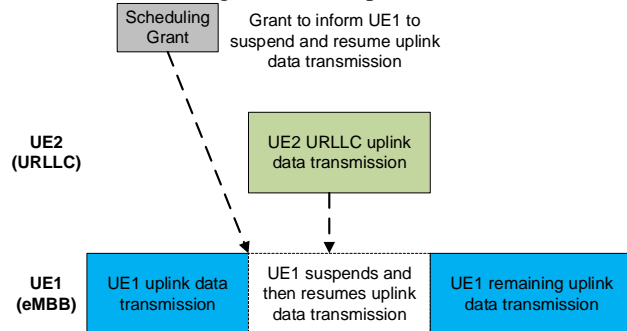 Scheduling
Grant
Grant to inform UE1 to
suspend and resume uplink
data transmission
UE2
(URLLC)
UE2 URLLC uplink
data transmission
UE1
(eMBB)
UE1 uplink data
transmission
UE1 suspends and
then resumes uplink
data transmission
UE1 remaining uplink
data transmission